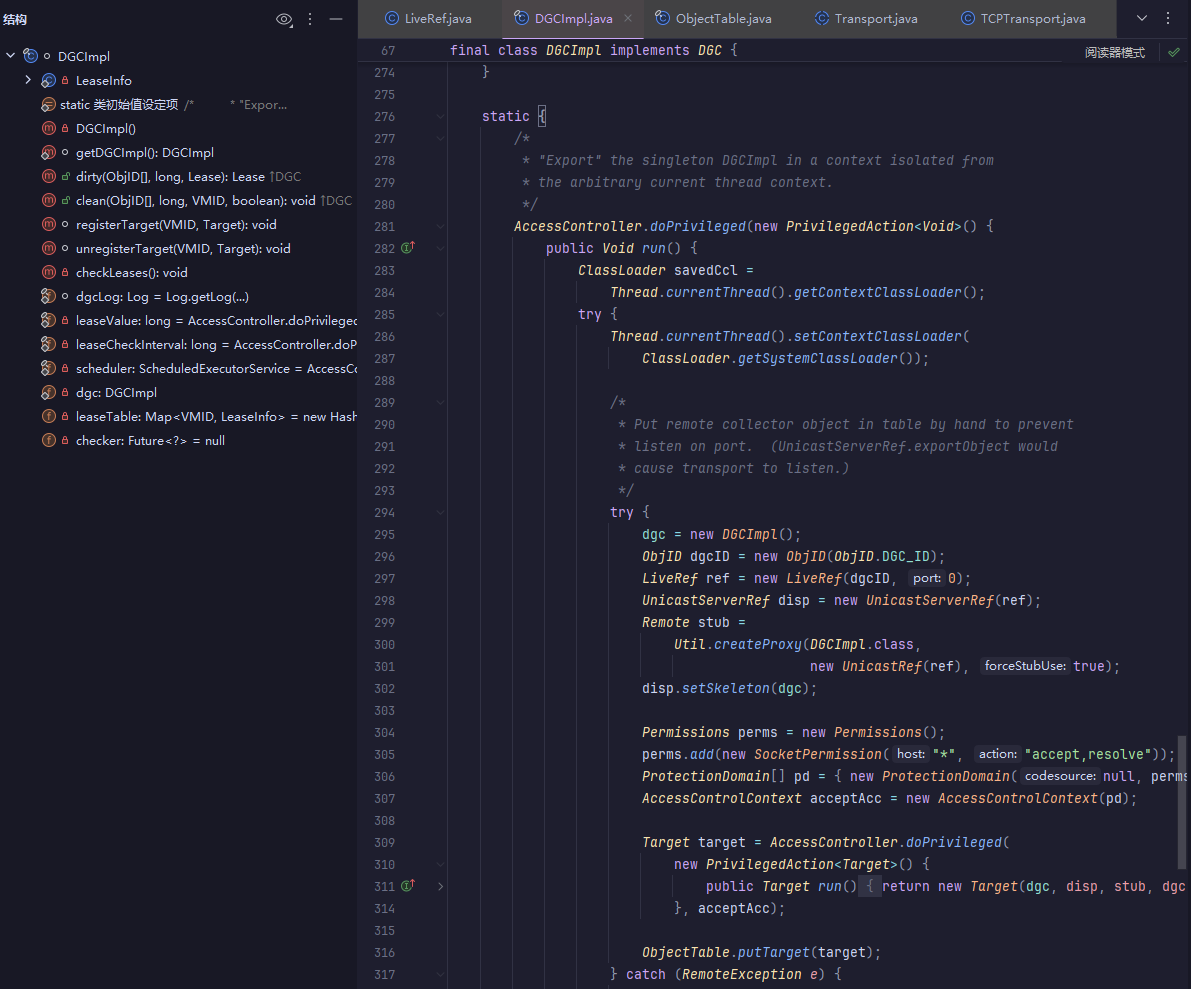 结构
DGCImpl
LeaseInfo
static 类初始值设定项 /* * "Expor...
DGCImpl()
getDGCImpl(): DGCImpl
dirty(ObjID[], long, Lease): Lease ↑DGC
clean(ObjID[], long, VMID, boolean): void ↑DGC
registerTarget(VMID, Target): void
unregisterTarget(VMID, Target): void
checkLeases(): void
dgcLog: Log = Log.getLog(...)
leaseValue: long = AccessController.doPrivileged
leaseCheckInterval: long = AccessController.doP
scheduler: ScheduledExecutorService = AccessCo
dgc: DGCImpl
leaseTable: Map<VMID, LeaseInfo> = new Hash
checker: Future<?> = null
LiveRef.java DGCImpl.java ObjectTable.java Transport.java TCPTransport.java
67 final class DGCImpl implements DGC { 阅读器模式
274 }
275
276 static {
277 /*
278 * "Export" the singleton DGCImpl in a context isolated from
279 * the arbitrary current thread context.
280 */
281 AccessController.doPrivileged(new PrivilegedAction<Void>() {
282 public Void run() {
283 ClassLoader savedCcl =
284 Thread.currentThread().getContextClassLoader();
285 try {
286 Thread.currentThread().setContextClassLoader(
287 ClassLoader.getSystemClassLoader());
288
289 /*
290 * Put remote collector object in table by hand to prevent
291 * listen on port.  (UnicastServerRef.exportObject would
292 * cause transport to listen.)
293 */
294 try {
295 dgc = new DGCImpl();
296 ObjID dgcID = new ObjID(ObjID.DGC_ID);
297 LiveRef ref = new LiveRef(dgcID, port: 0);
298 UnicastServerRef disp = new UnicastServerRef(ref);
299 Remote stub =
300 Util.createProxy(DGCImpl.class,
301 new UnicastRef(ref), forceStubUse: true);
302 disp.setSkeleton(dgc);
303
304 Permissions perms = new Permissions();
305 perms.add(new SocketPermission( host: "*", action: "accept,resolve"));
306 ProtectionDomain[] pd = { new ProtectionDomain( codesource: null, perms
307 AccessControlContext acceptAcc = new AccessControlContext(pd);
308
309 Target target = AccessController.doPrivileged(
310 new PrivilegedAction<Target>() {
311 public Target run() { return new Target(dgc, disp, stub, dgc
314 }, acceptAcc);
315
316 ObjectTable.putTarget(target);
317 } catch (RemoteException e) {